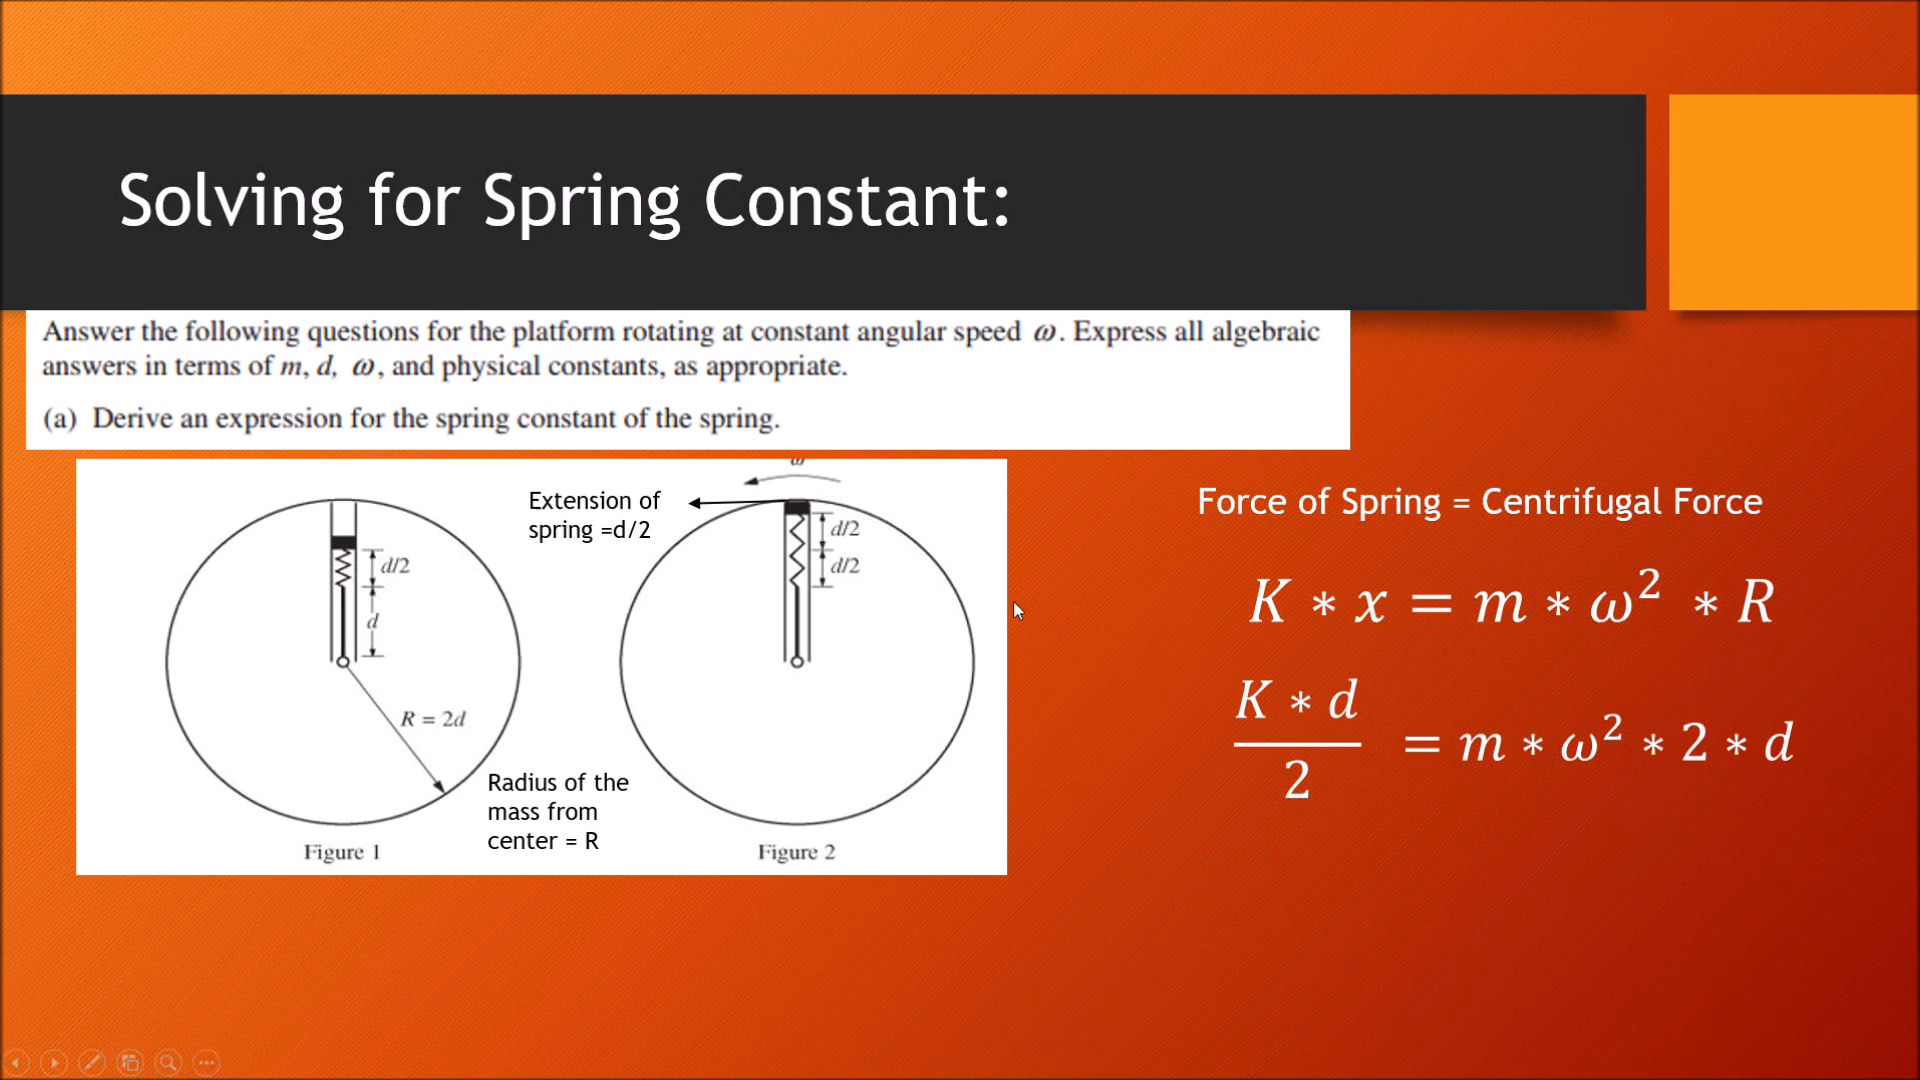 Solving for Spring Constant:
Answer the following questions for the platform rotating at constant angular speed ω. Express all algebraic
answers in terms of m, d, ω, and physical constants, as appropriate.
(a) Derive an expression for the spring constant of the spring.
d/2
d
R = 2d
Figure 1
Extension of
spring =d/2
Radius of the
mass from
center = R
ω
d/2
d/2
Figure 2
Force of Spring = Centrifugal Force
K * x = m * ω² * R
K * d
2
= m * ω² * 2 * d